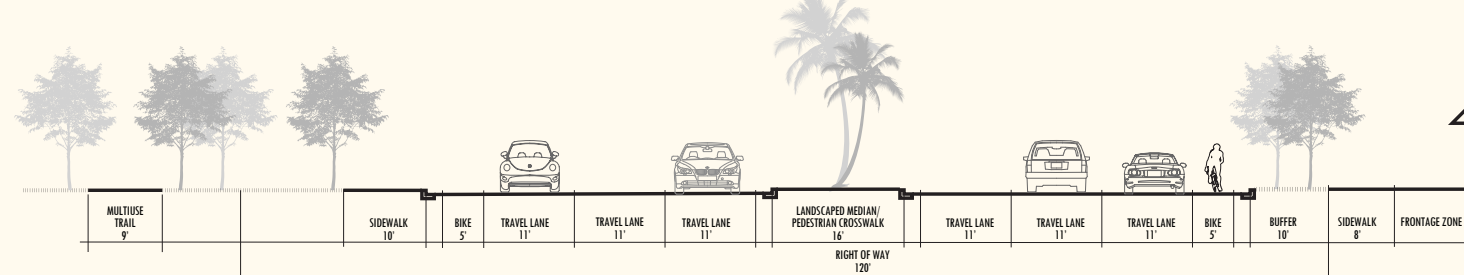 MULTIUSE
TRAIL
9'
SIDEWALK
10'
BIKE
5'
TRAVEL LANE
11'
TRAVEL LANE
11'
TRAVEL LANE
11'
LANDSCAPED MEDIAN/
PEDESTRIAN CROSSWALK
16'
TRAVEL LANE
11'
TRAVEL LANE
11'
TRAVEL LANE
11'
BIKE
5'
BUFFER
10'
SIDEWALK
8'
FRONTAGE ZONE
RIGHT OF WAY
120'